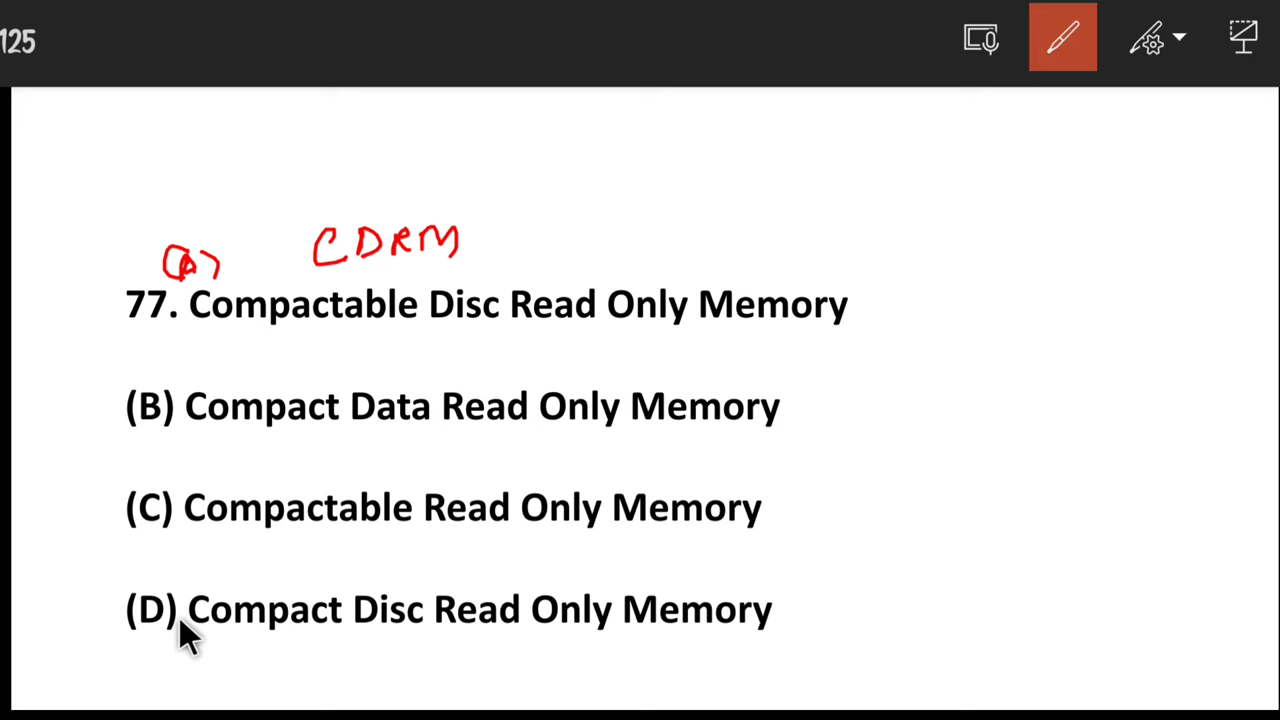 125
(A) CDRM
77. Compactable Disc Read Only Memory
(B) Compact Data Read Only Memory
(C) Compactable Read Only Memory
(D) Compact Disc Read Only Memory